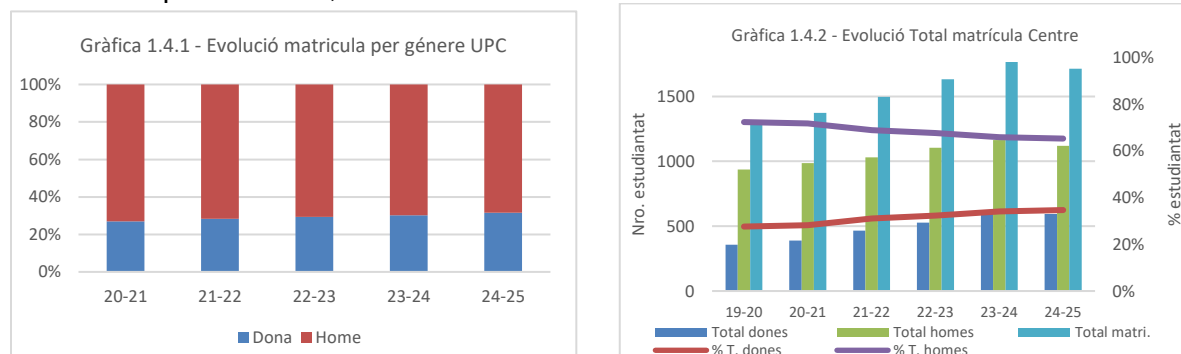 Gràfica 1.4.1 - Evolució matricula per génere UPC
100%
80%
60%
40%
20%
0%
20-21 21-22 22-23 23-24 24-25
Dona Home
Gràfica 1.4.2 - Evolució Total matrícula Centre
Nro. estudiantat
1500
1000
500
0
100%
80%
60%
40%
20%
0%
% estudiantat
19-20 20-21 21-22 22-23 23-24 24-25
Total dones Total homes Total matri.
% T. dones % T. homes